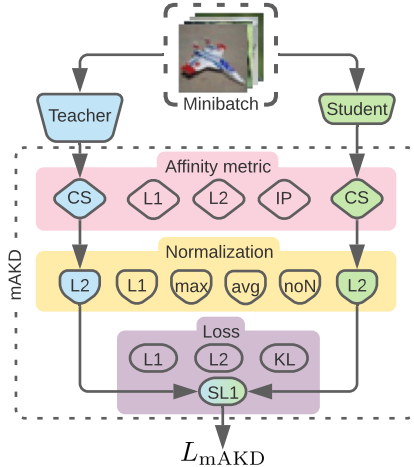 Minibatch
Teacher
Student
Affinity metric
CS L1 L2 IP CS
mAKD
Normalization
L2 L1 max avg noN L2
Loss
L1 L2 KL
SL1
L_mAKD